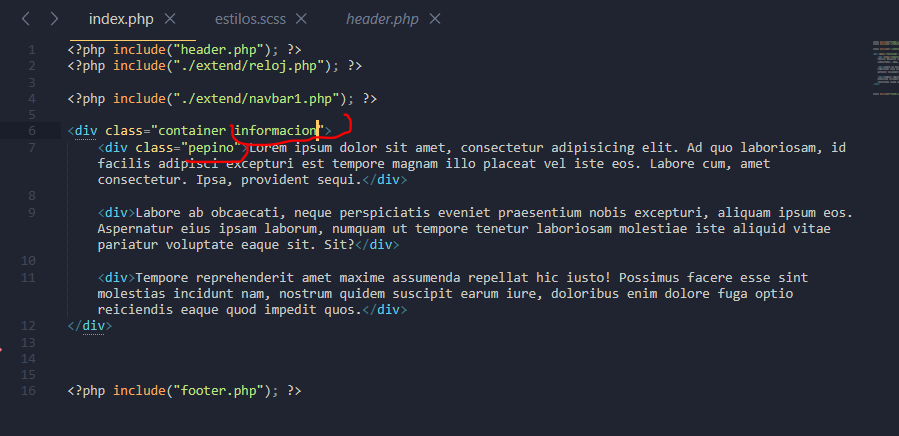 index.php estilos.scss header.php
1 <?php include("header.php"); ?>
2 <?php include("./extend/reloj.php"); ?>
3
4 <?php include("./extend/navbar1.php"); ?>
5
6 <div class="container informacion">
7 <div class="pepino">Lorem ipsum dolor sit amet, consectetur adipisicing elit. Ad quo laboriosam, id
facilis adipisci excepturi est tempore magnam illo placeat vel iste eos. Labore cum, amet
consectetur. Ipsa, provident sequi.</div>
8
9 <div>Labore ab obcaecati, neque perspiciatis eveniet praesentium nobis excepturi, aliquam ipsum eos.
Aspernatur eius ipsam laborum, numquam ut tempore tenetur laboriosam molestiae iste aliquid vitae
pariatur voluptate eaque sit. Sit?</div>
10
11 <div>Tempore reprehenderit amet maxime assumenda repellat hic iusto! Possimus facere esse sint
molestias incidunt nam, nostrum quidem suscipit earum iure, doloribus enim dolore fuga optio
reiciendis eaque quod impedit quos.</div>
12 </div>
13
14
15
16 <?php include("footer.php"); ?>